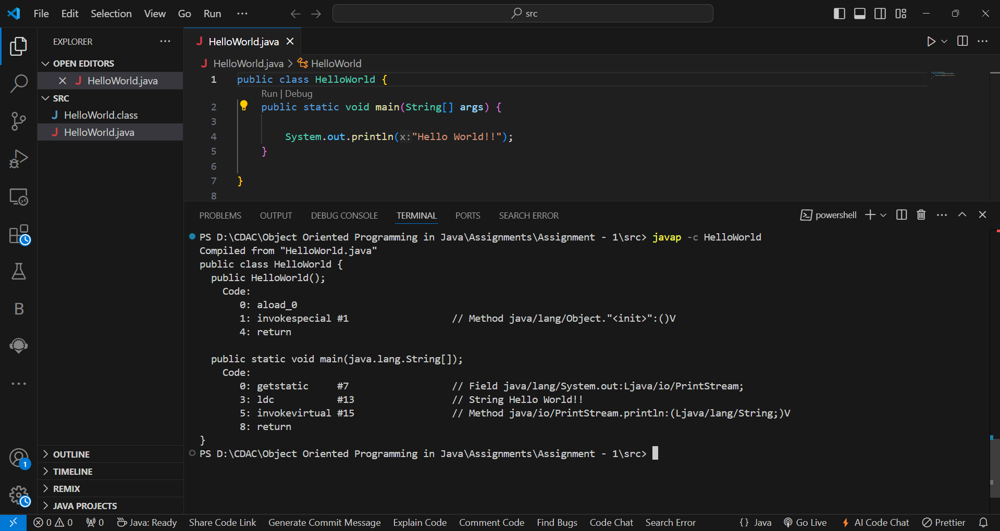 File Edit Selection View Go Run ··· src
EXPLORER ···
OPEN EDITORS
HelloWorld.java
SRC
HelloWorld.class
HelloWorld.java
OUTLINE
TIMELINE
REMIX
JAVA PROJECTS
B
1
HelloWorld.java
HelloWorld.java > HelloWorld
1 public class HelloWorld {
Run | Debug
2 public static void main(String[] args) {
3
4 System.out.println(x:"Hello World!!");
5 }
6
7 }
8
PROBLEMS OUTPUT DEBUG CONSOLE TERMINAL PORTS SEARCH ERROR powershell
PS D:\CDAC\Object Oriented Programming in Java\Assignments\Assignment - 1\src> javap -c HelloWorld
Compiled from "HelloWorld.java"
public class HelloWorld {
public HelloWorld();
Code:
0: aload_0
1: invokespecial #1 // Method java/lang/Object."<init>":()V
4: return
public static void main(java.lang.String[]);
Code:
0: getstatic #7 // Field java/lang/System.out:Ljava/io/PrintStream;
3: ldc #13 // String Hello World!!
5: invokevirtual #15 // Method java/io/PrintStream.println:(Ljava/lang/String;)V
8: return
}
PS D:\CDAC\Object Oriented Programming in Java\Assignments\Assignment - 1\src>
0 0 0 Java: Ready Share Code Link Generate Commit Message Explain Code Comment Code Find Bugs Code Chat Search Error {} Java Go Live AI Code Chat Prettier